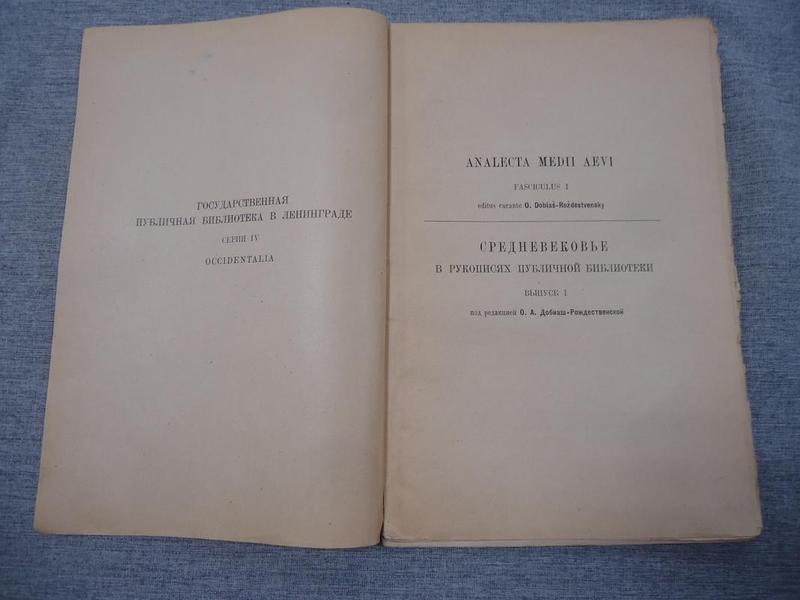 ГОСУДАРСТВЕННАЯ
ПУБЛИЧНАЯ БИБЛИОТЕКА В ЛЕНИНГРАДЕ
СЕРИЯ IV
OCCIDENTALIA
ANALECTA MEDII AEVI
FASCICULUS I
editus curante O. Dobiaš-Roždestvensky
СРЕДНЕВЕКОВЬЕ
В РУКОПИСЯХ ПУБЛИЧНОЙ БИБЛИОТЕКИ
ВЫПУСК I
под редакцией О. А. Добиаш-Рождественской